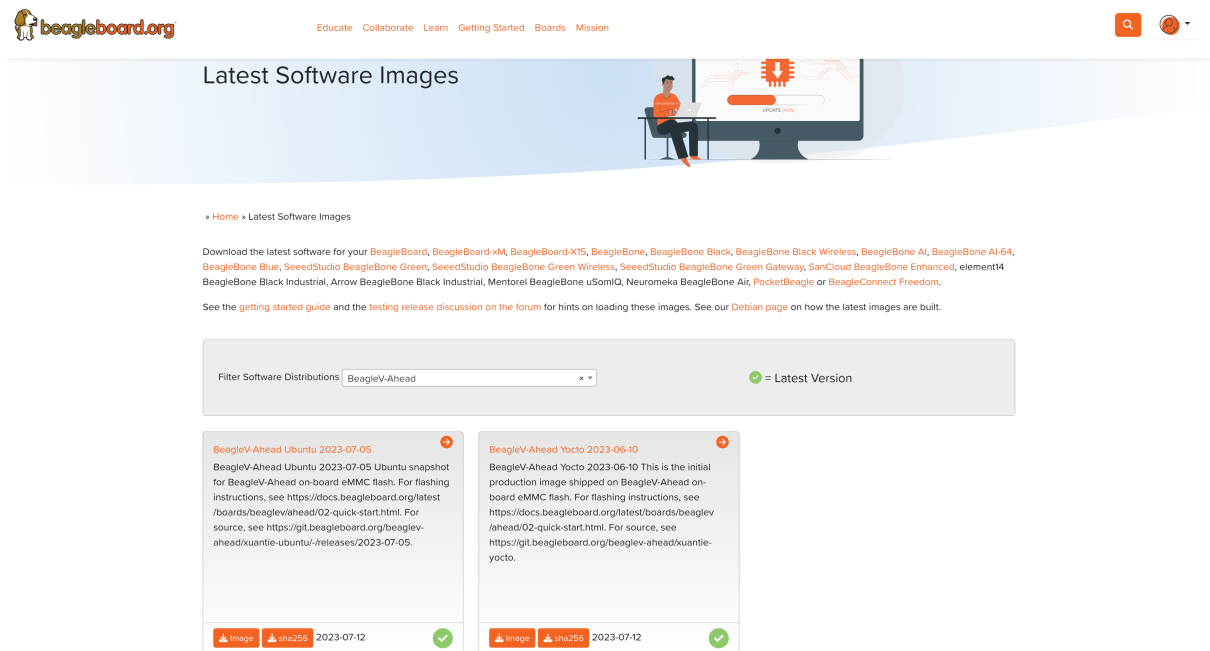 beagleboard.org
Educate Collaborate Learn Getting Started Boards Mission
Latest Software Images
UPDATE (40%)
» Home » Latest Software Images
Download the latest software for your BeagleBoard, BeagleBoard-xM, BeagleBoard-X15, BeagleBone, BeagleBone Black, BeagleBone Black Wireless, BeagleBone AI, BeagleBone AI-64,
BeagleBone Blue, SeeedStudio BeagleBone Green, SeeedStudio BeagleBone Green Wireless, SeeedStudio BeagleBone Green Gateway, SanCloud BeagleBone Enhanced, element14
BeagleBone Black Industrial, Arrow BeagleBone Black Industrial, Mentorel BeagleBone uSomIQ, Neuromeka BeagleBone Air, PocketBeagle or BeagleConnect Freedom.
See the getting started guide and the testing release discussion on the forum for hints on loading these images. See our Debian page on how the latest images are built.
Filter Software Distributions BeagleV-Ahead ×
= Latest Version
BeagleV-Ahead Ubuntu 2023-07-05
BeagleV-Ahead Ubuntu 2023-07-05 Ubuntu snapshot
for BeagleV-Ahead on-board eMMC flash. For flashing
instructions, see https://docs.beagleboard.org/latest
/boards/beaglev/ahead/02-quick-start.html. For
source, see https://git.beagleboard.org/beaglev-
ahead/xuantie-ubuntu/-/releases/2023-07-05.
Image sha256 2023-07-12
BeagleV-Ahead Yocto 2023-06-10
BeagleV-Ahead Yocto 2023-06-10 This is the initial
production image shipped on BeagleV-Ahead on-
board eMMC flash. For flashing instructions, see
https://docs.beagleboard.org/latest/boards/beaglev
/ahead/02-quick-start.html. For source, see
https://git.beagleboard.org/beaglev-ahead/xuantie-
yocto.
Image sha256 2023-07-12